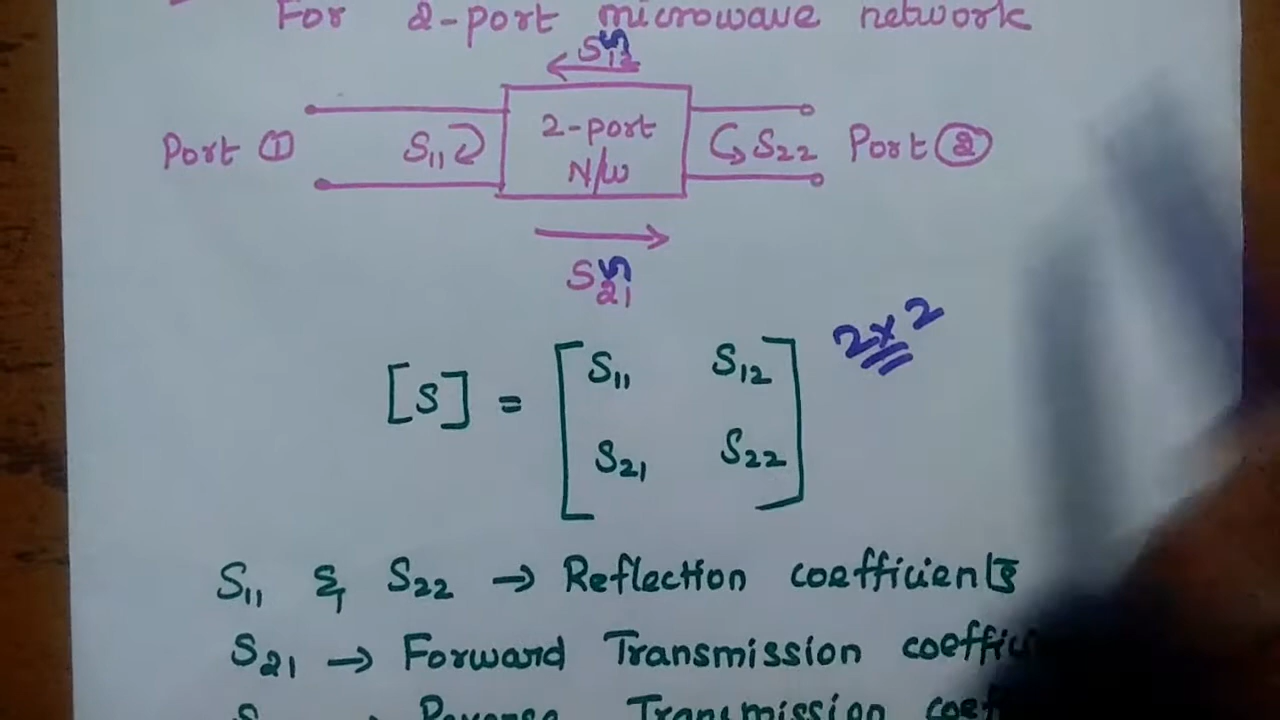 For 2-port microwave network
S12
Port ① S11 2-port S22 Port ②
N/W
S21
[S] = [ S11 S12
S21 S22 ] 2x2
S11 & S22 → Reflection coefficients
S21 → Forward Transmission
Transmission